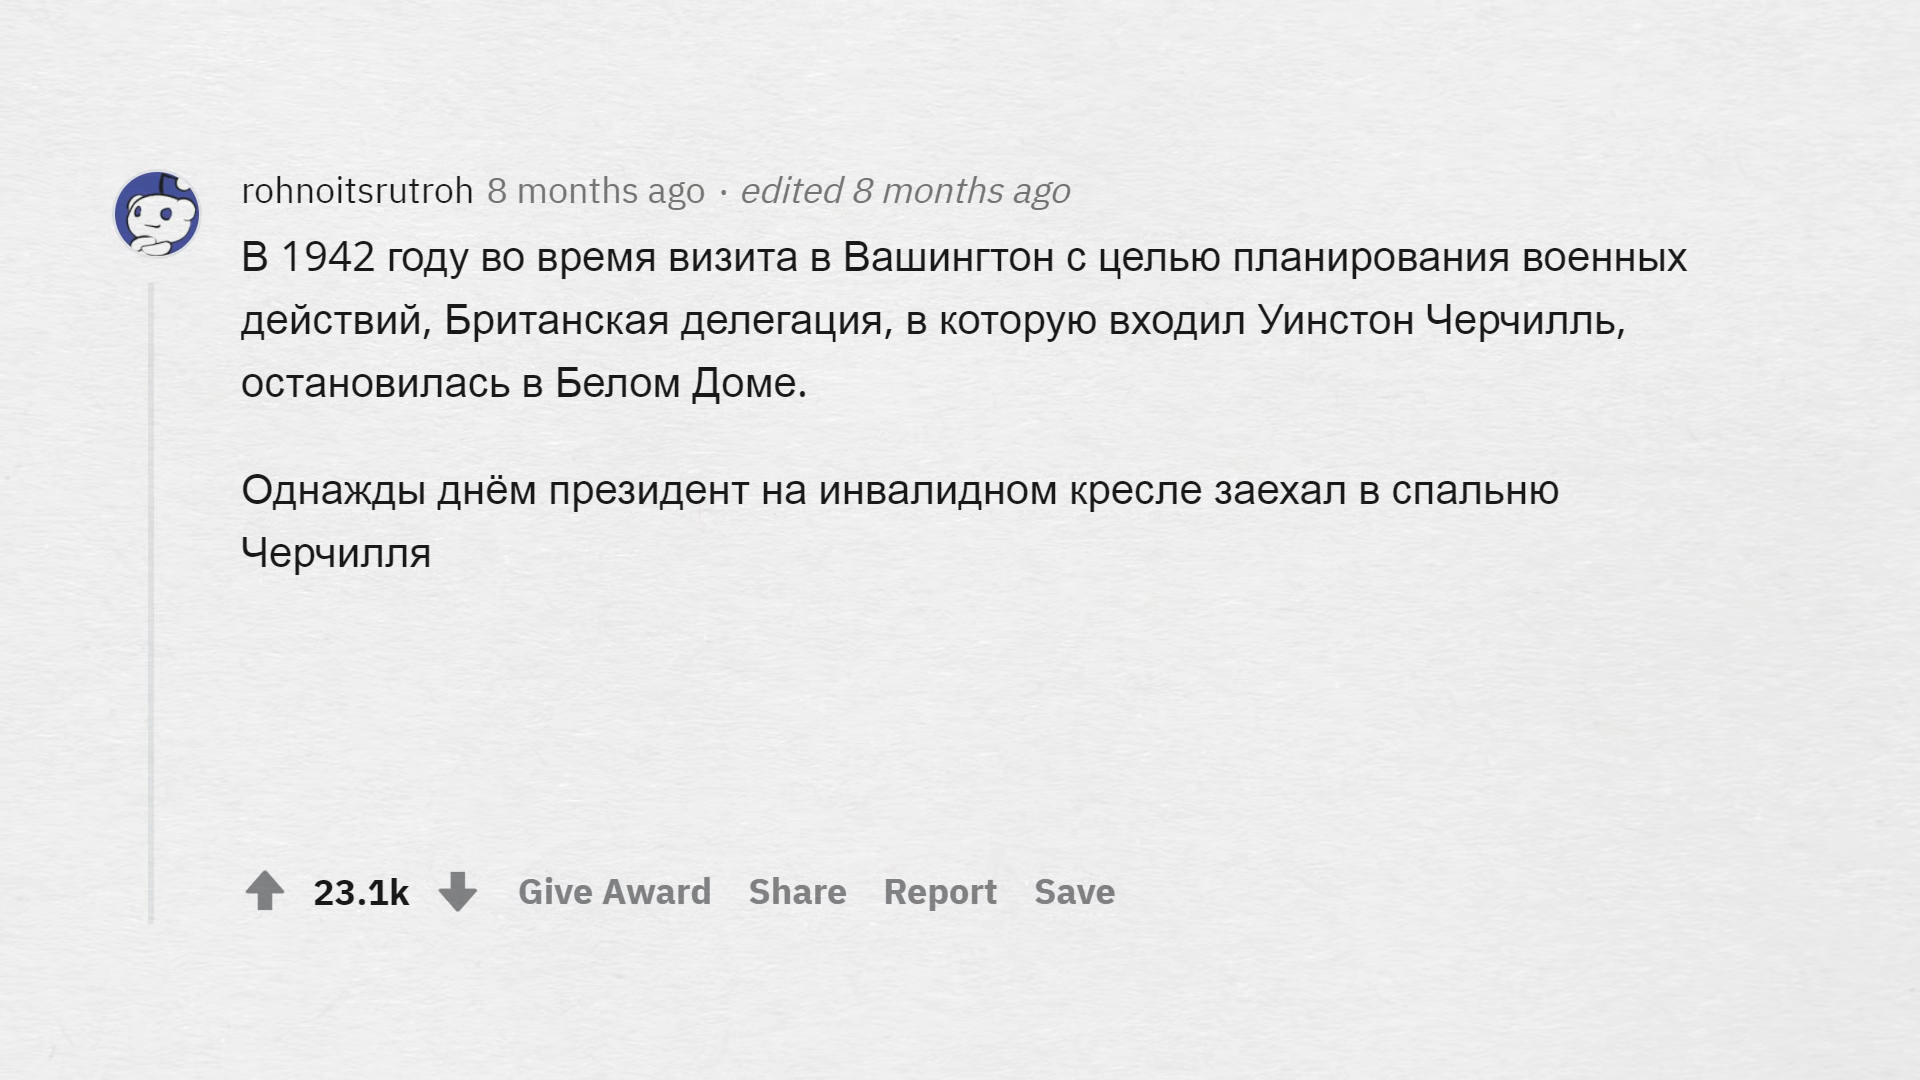 rohnoitsrutroh 8 months ago · edited 8 months ago
В 1942 году во время визита в Вашингтон с целью планирования военных
действий, Британская делегация, в которую входил Уинстон Черчилль,
остановилась в Белом Доме.
Однажды днём президент на инвалидном кресле заехал в спальню
Черчилля
23.1k Give Award Share Report Save